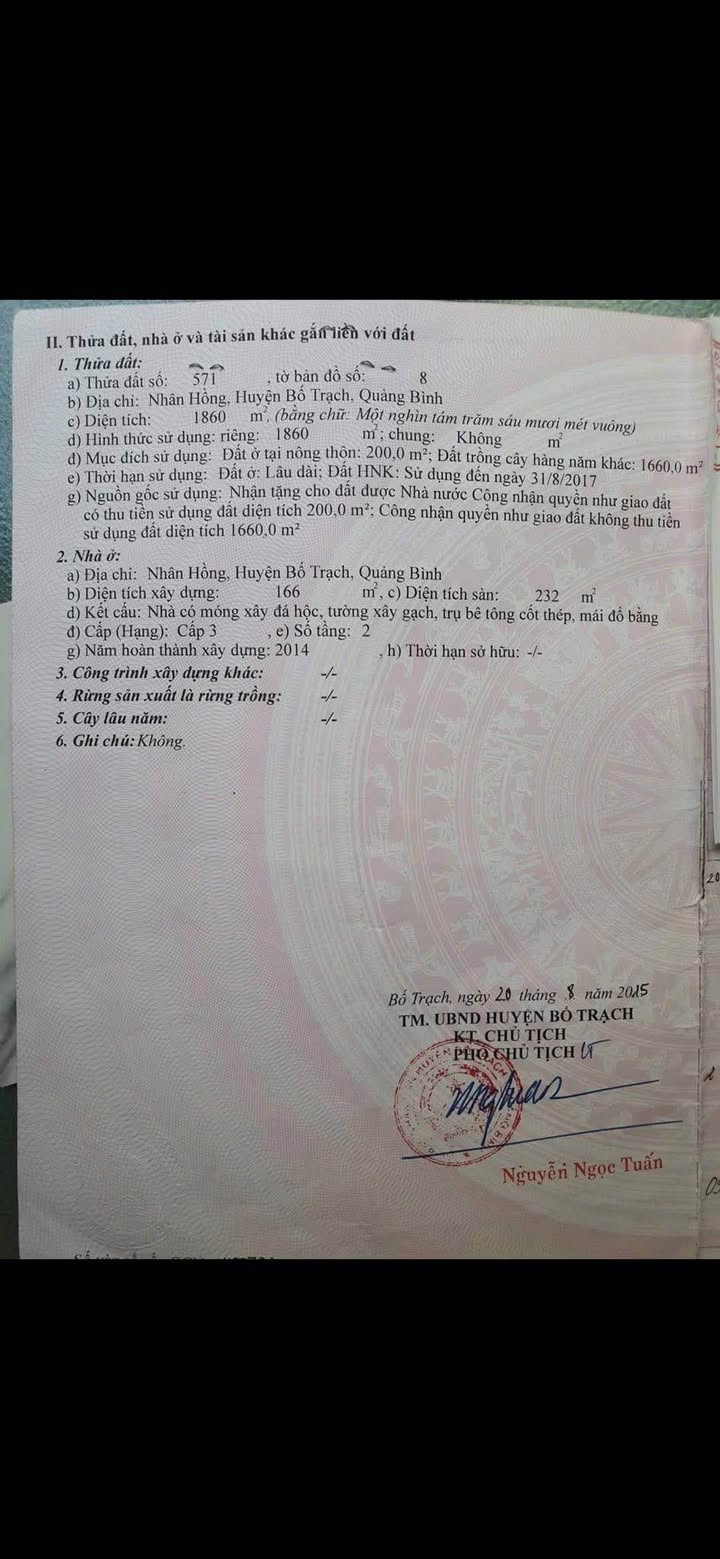 II. Thửa đất, nhà ở và tài sản khác gắn liền với đất
1. Thửa đất:
a) Thửa đất số: 571 , tờ bản đồ số: 8
b) Địa chỉ: Nhân Hồng, Huyện Bố Trạch, Quảng Bình
c) Diện tích: 1860 m², (bằng chữ: Một nghìn tám trăm sáu mươi mét vuông)
d) Hình thức sử dụng: riêng: 1860 m²; chung: Không m²
đ) Mục đích sử dụng: Đất ở tại nông thôn: 200,0 m²; Đất trồng cây hàng năm khác: 1660,0 m²
e) Thời hạn sử dụng: Đất ở: Lâu dài; Đất HNK: Sử dụng đến ngày 31/8/2017
g) Nguồn gốc sử dụng: Nhận tặng cho đất được Nhà nước Công nhận quyền như giao đất
có thu tiền sử dụng đất diện tích 200,0 m²; Công nhận quyền như giao đất không thu tiền
sử dụng đất diện tích 1660,0 m²
2. Nhà ở:
a) Địa chỉ: Nhân Hồng, Huyện Bố Trạch, Quảng Bình
b) Diện tích xây dựng: 166 m², c) Diện tích sàn: 232 m²
d) Kết cấu: Nhà có móng xây đá hộc, tường xây gạch, trụ bê tông cốt thép, mái đổ bằng
đ) Cấp (Hạng): Cấp 3 , e) Số tầng: 2
g) Năm hoàn thành xây dựng: 2014 , h) Thời hạn sở hữu: -/-
3. Công trình xây dựng khác: -/-
4. Rừng sản xuất là rừng trồng: -/-
5. Cây lâu năm: -/-
6. Ghi chú: Không.
Bố Trạch, ngày 20 tháng 8 năm 2015
TM. UBND HUYỆN BỐ TRẠCH
KT. CHỦ TỊCH
PHÓ CHỦ TỊCH
Nguyễn Ngọc Tuấn